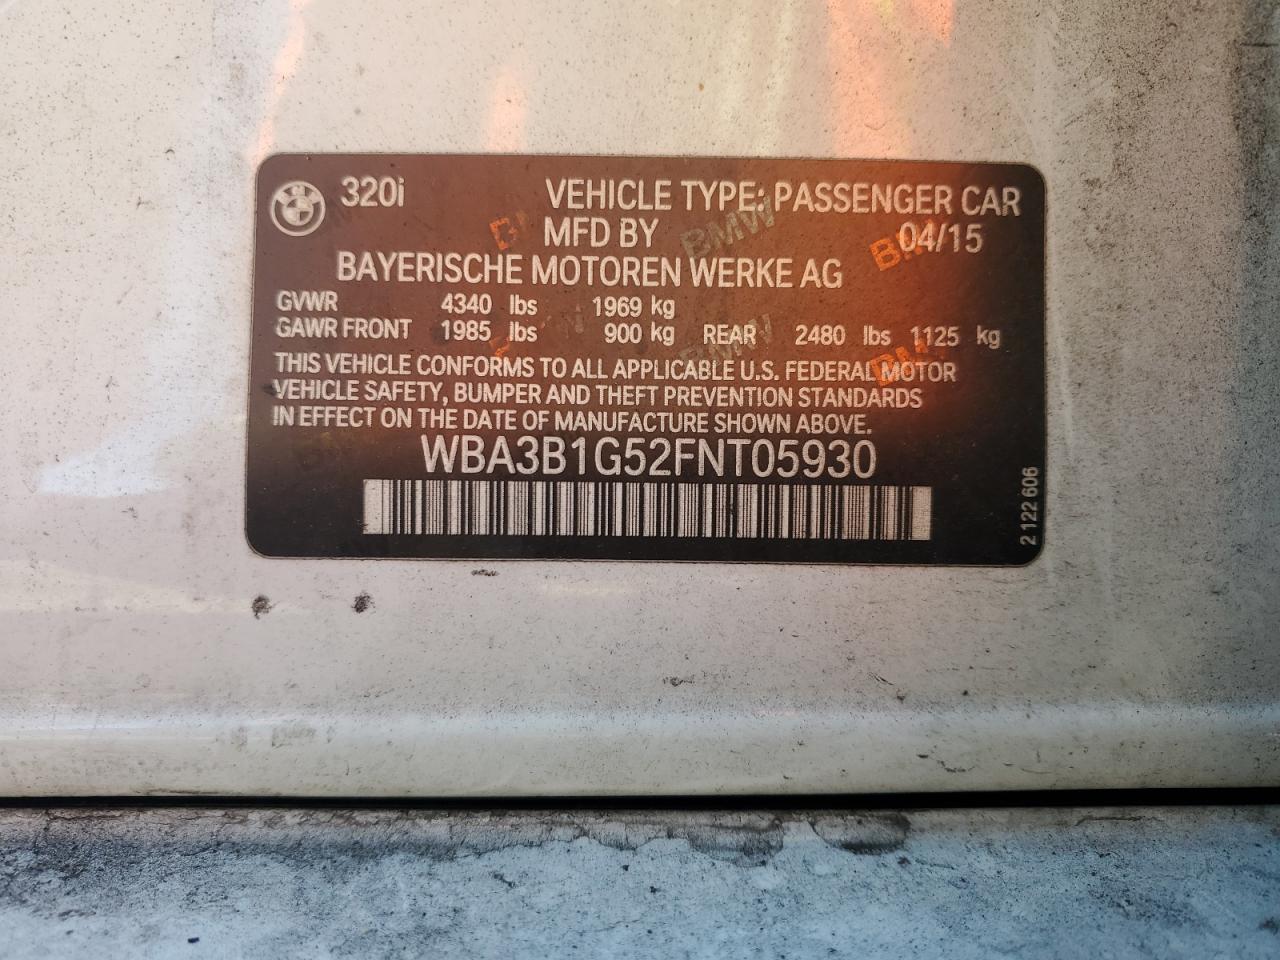 320i VEHICLE TYPE: PASSENGER CAR
MFD BY 04/15
BAYERISCHE MOTOREN WERKE AG
GVWR 4340 lbs 1969 kg
GAWR FRONT 1985 lbs 900 kg REAR 2480 lbs 1125 kg
THIS VEHICLE CONFORMS TO ALL APPLICABLE U.S. FEDERAL MOTOR
VEHICLE SAFETY, BUMPER AND THEFT PREVENTION STANDARDS
IN EFFECT ON THE DATE OF MANUFACTURE SHOWN ABOVE.
WBA3B1G52FNT05930
2 122 606
BMW
BMW